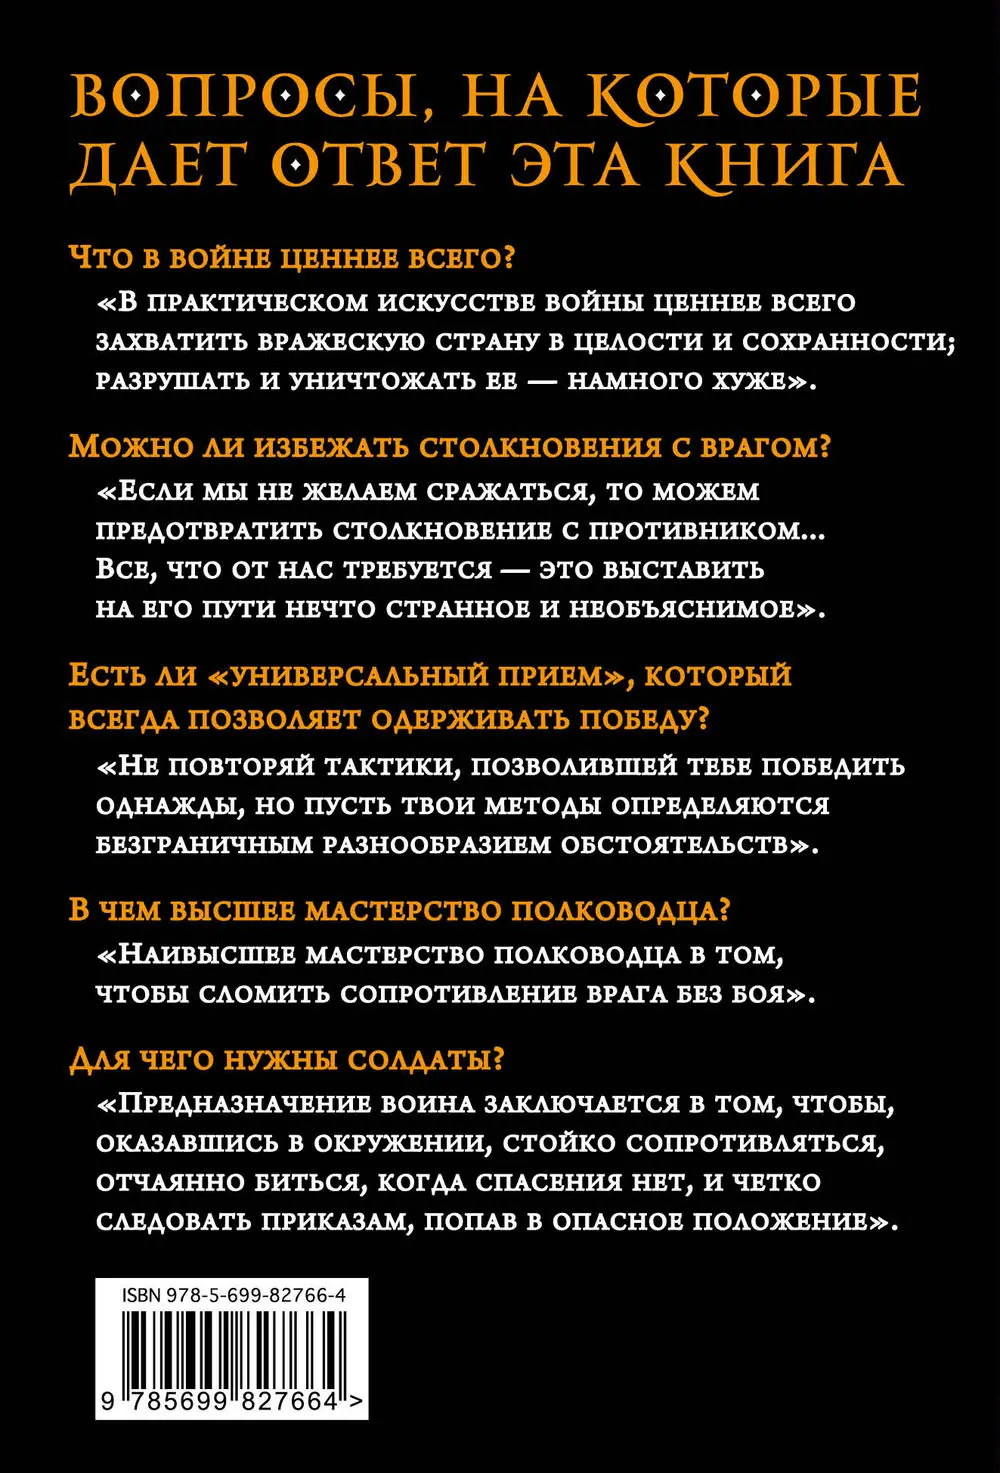 Вопросы, на которые
дает ответ эта книга
Что в войне ценнее всего?
«В практическом искусстве войны ценнее всего
захватить вражескую страну в целости и сохранности;
разрушать и уничтожать ее — намного хуже».
Можно ли избежать столкновения с врагом?
«Если мы не желаем сражаться, то можем
предотвратить столкновение с противником...
Все, что от нас требуется — это выставить
на его пути нечто странное и необъяснимое».
Есть ли «универсальный прием», который
всегда позволяет одерживать победу?
«Не повторяй тактики, позволившей тебе победить
однажды, но пусть твои методы определяются
безграничным разнообразием обстоятельств».
В чем высшее мастерство полководца?
«Наивысшее мастерство полководца в том,
чтобы сломить сопротивление врага без боя».
Для чего нужны солдаты?
«Предназначение воина заключается в том, чтобы,
оказавшись в окружении, стойко сопротивляться,
отчаянно биться, когда спасения нет, и четко
следовать приказам, попав в опасное положение».
ISBN 978-5-699-82766-4
9 785699 827664 >